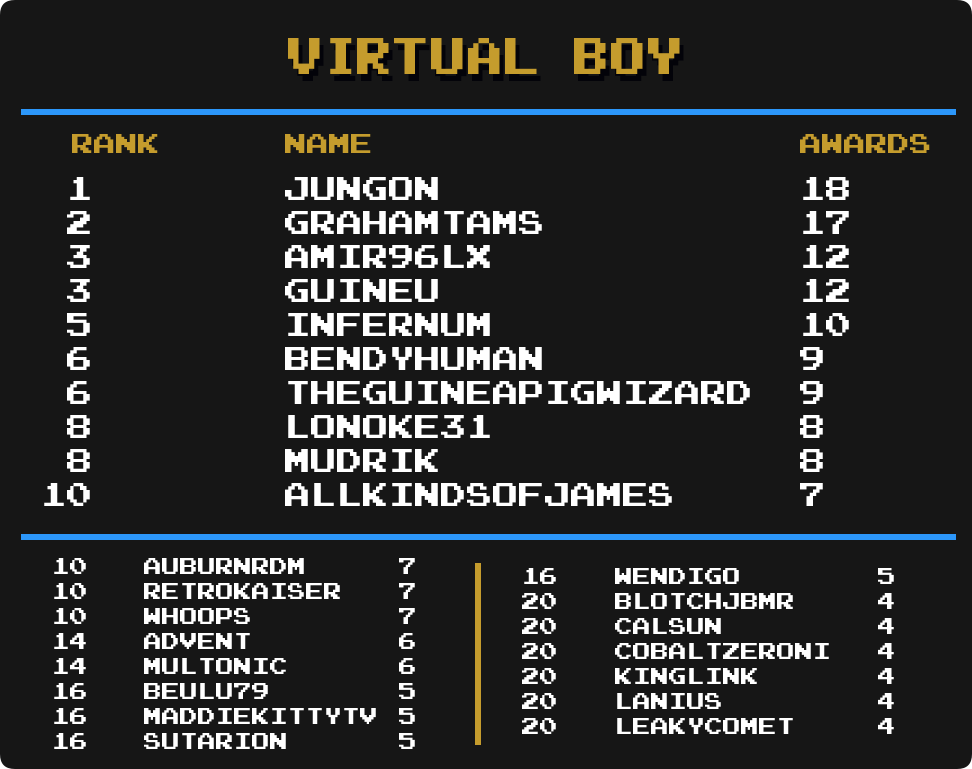 VIRTUAL BOY
RANK NAME AWARDS
1 JUNGON 18
2 GRAHAMTAMS 17
3 AMIR96LX 12
3 GUINEU 12
5 INFERNUM 10
6 BENDYHUMAN 9
6 THEGUINEAPIGWIZARD 9
8 LONOKE31 8
8 MUDRIK 8
10 ALLKINDSOFJAMES 7
10 AUBURNRDM 7
10 RETROKAISER 7
10 WHOOPS 7
14 ADVENT 6
14 MULTONIC 6
16 BEULU79 5
16 MADDIEKITTYTV 5
16 SUTARION 5
16 WENDIGO 5
20 BLOTCHJBMR 4
20 CALSUN 4
20 COBALTZERONI 4
20 KINGLINK 4
20 LANIUS 4
20 LEAKYCOMET 4